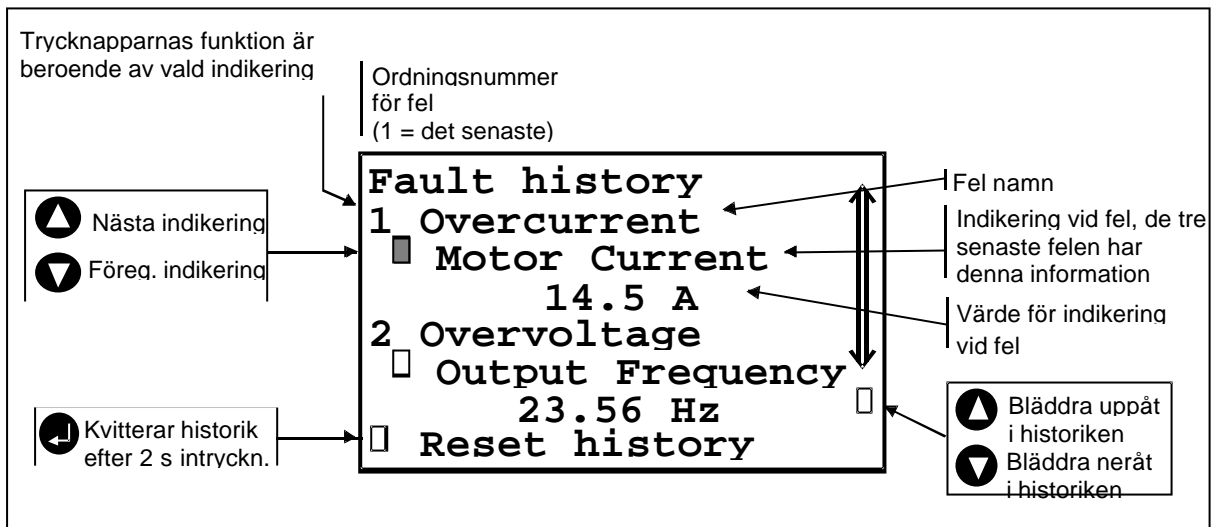 Trycknapparnas funktion är
beroende av vald indikering
Ordningsnummer
för fel
(1 = det senaste)
Nästa indikering
Föreg. indikering
Kvitterar historik
efter 2 s intryckn.
Fault history
1 Overcurrent
Motor Current
14.5 A
2 Overvoltage
Output Frequency
23.56 Hz
Reset history
Fel namn
Indikering vid fel, de tre
senaste felen har
denna information
Värde för indikering
vid fel
Bläddra uppåt
i historiken
Bläddra neråt
i historiken